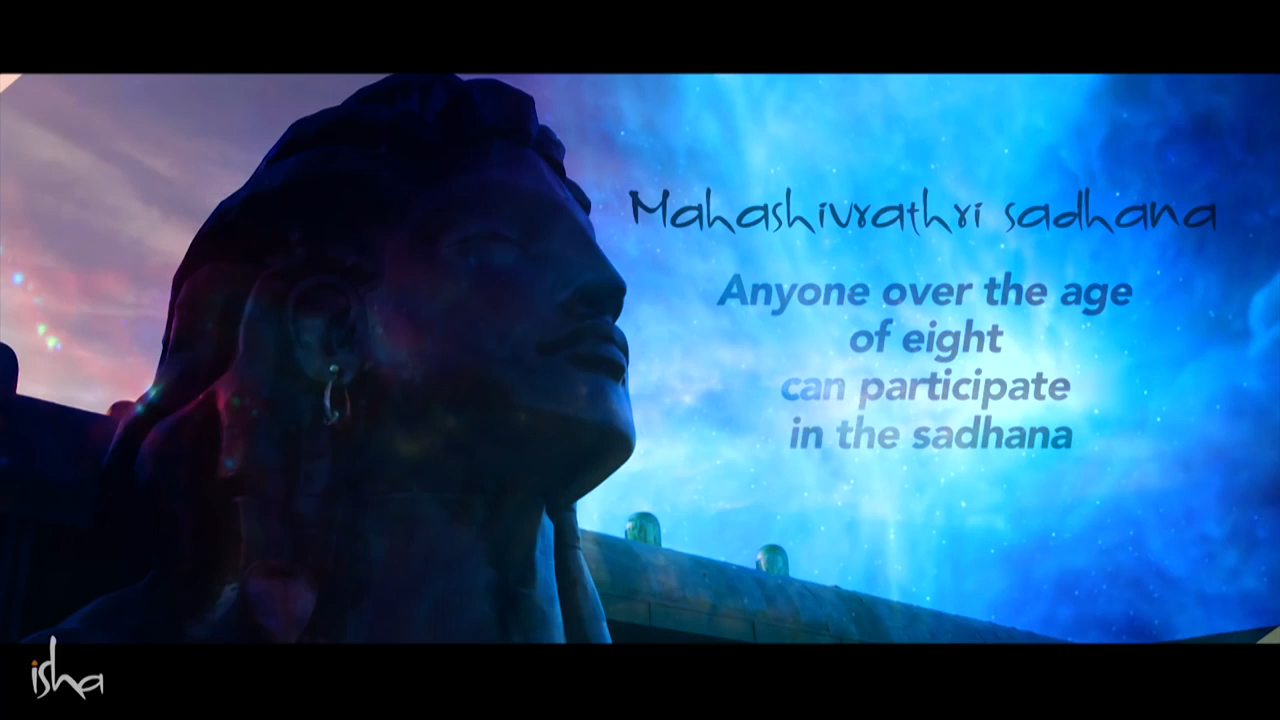 Mahashivrathri sadhana
Anyone over the age
of eight
can participate
in the sadhana
isha